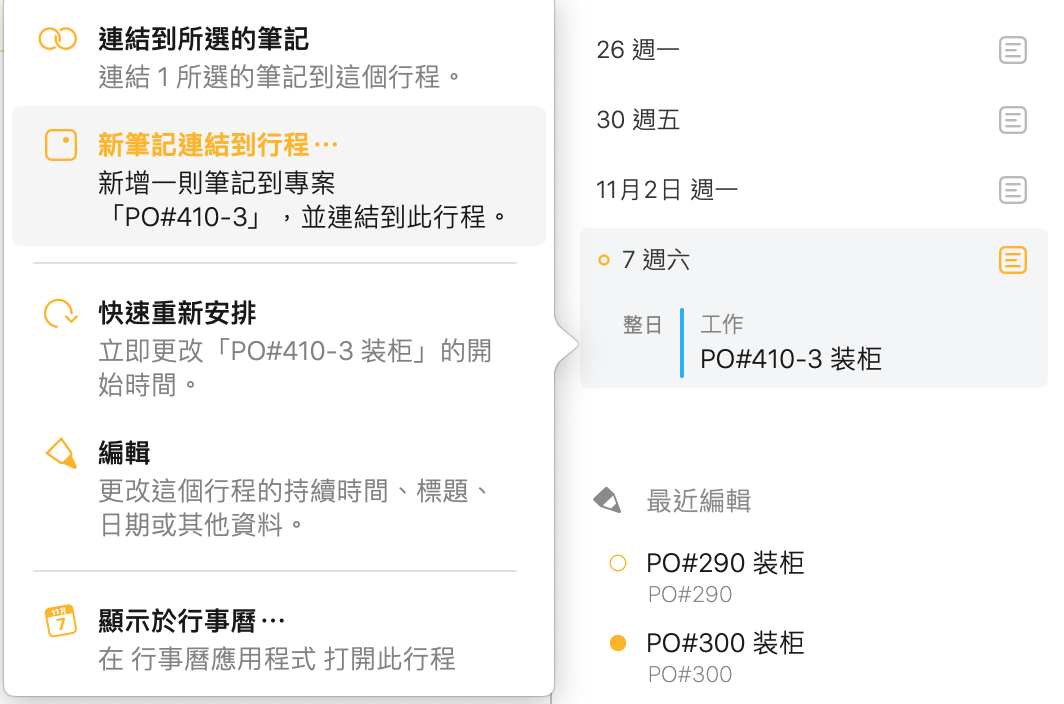 連結到所選的筆記
連結 1 所選的筆記到這個行程。
新筆記連結到行程⋯
新增一則筆記到專案
「PO#410-3」，並連結到此行程。
快速重新安排
立即更改「PO#410-3 装柜」的開
始時間。
編輯
更改這個行程的持續時間、標題、
日期或其他資料。
11月
7
顯示於行事曆⋯
在 行事曆應用程式 打開此行程
26 週一
30 週五
11月2日 週一
7 週六
整日
工作
PO#410-3 装柜
最近編輯
PO#290 装柜
PO#290
PO#300 装柜
PO#300